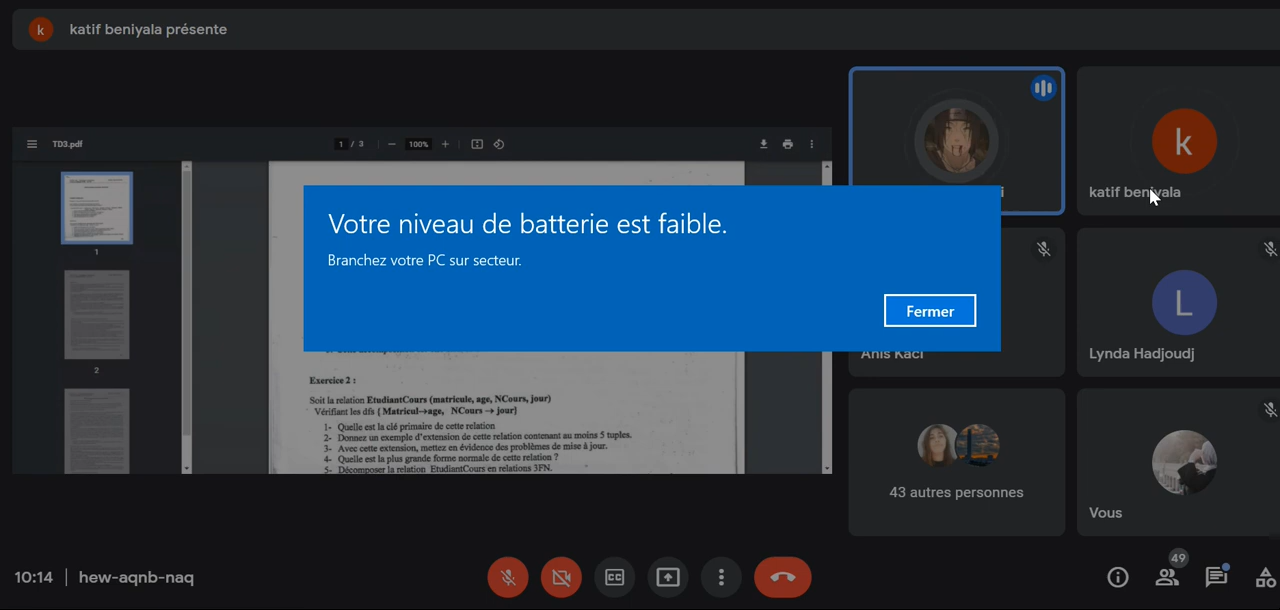 k katif beniyala présente
TD3.pdf
1 / 3
100%
1
2
Votre niveau de batterie est faible.
Branchez votre PC sur secteur.
Fermer
Exercice 2 :
Soit la relation EtudiantCours (matricule, age, NCours, jour)
Vérifiant les dfs { Matricul→age, NCours → jour}
1- Quelle est la clé primaire de cette relation
2- Donnez un exemple d'extension de cette relation contenant au moins 5 tuples.
3- Avec cette extension, mettez en évidence des problèmes de mise à jour.
4- Quelle est la plus grande forme normale de cette relation ?
5- Décomposer la relation EtudiantCours en relations 3FN.
i
k
katif beniyala
Anis Kaci
L
Lynda Hadjoudj
43 autres personnes
Vous
10:14 | hew-aqnb-naq
CC
49